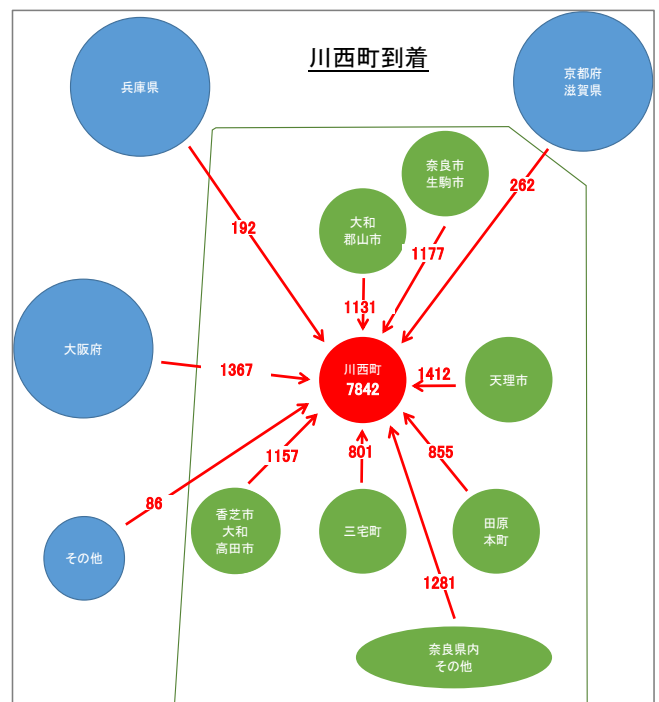 川西町到着
兵庫県
京都府
滋賀県
奈良市
生駒市
262
大和
郡山市
192
1177
1131
大阪府
1367
川西町
7842
1412
天理市
1157
801
855
86
香芝市
大和
高田市
三宅町
田原
本町
その他
1281
奈良県内
その他